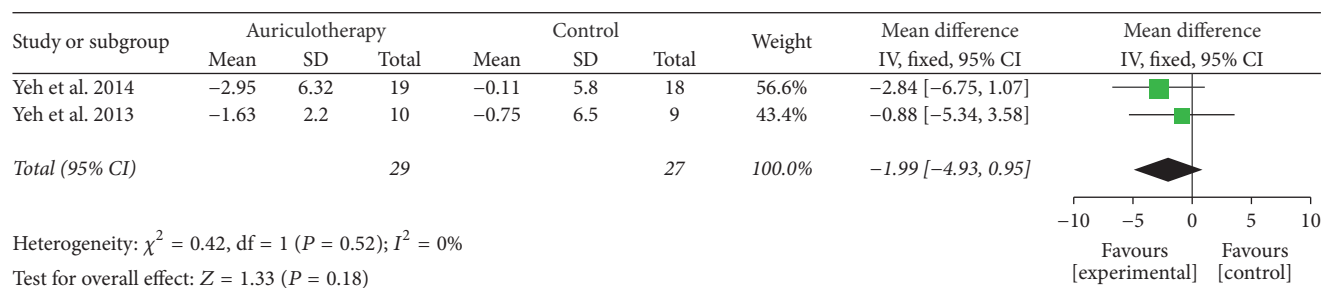 Auriculotherapy Control Mean difference Mean difference
Study or subgroup Weight
Mean SD Total Mean SD Total IV, fixed, 95% CI IV, fixed, 95% CI
Yeh et al. 2014 −2.95 6.32 19 −0.11 5.8 18 56.6% −2.84 [−6.75, 1.07]
Yeh et al. 2013 −1.63 2.2 10 −0.75 6.5 9 43.4% −0.88 [−5.34, 3.58]
Total (95% CI) 29 27 100.0% −1.99 [−4.93, 0.95]
−10 −5 0 5 10
Heterogeneity: χ² = 0.42, df = 1 (P = 0.52); I² = 0%
Favours Favours
[experimental] [control]
Test for overall effect: Z = 1.33 (P = 0.18)